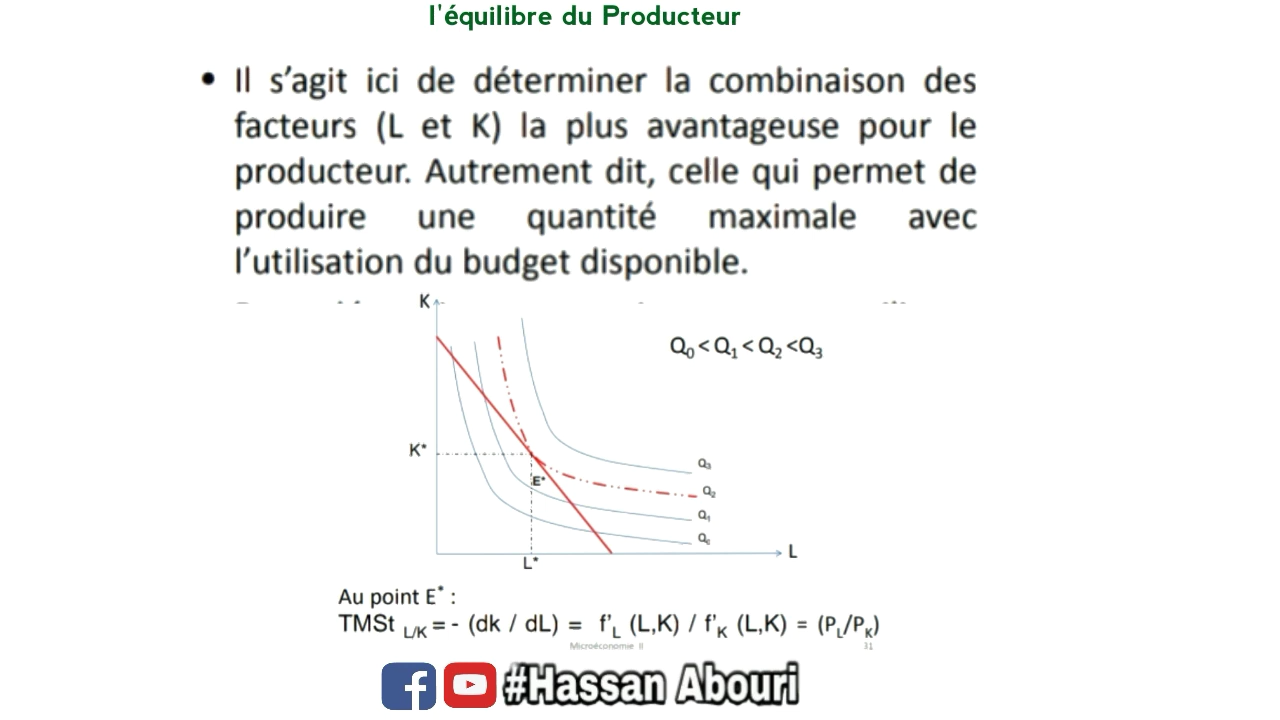 l'équilibre du Producteur
• Il s’agit ici de déterminer la combinaison des
facteurs (L et K) la plus avantageuse pour le
producteur. Autrement dit, celle qui permet de
produire une quantité maximale avec
l’utilisation du budget disponible.
K
Q₀ < Q₁ < Q₂ <Q₃
K*
Q₃
E*
Q₂
Q₁
L
L*
Au point E* :
TMSt L/K = - (dk / dL) = f'L (L,K) / f'K (L,K) = (PL/PK)
Microéconomie II 31
#Hassan Abouri